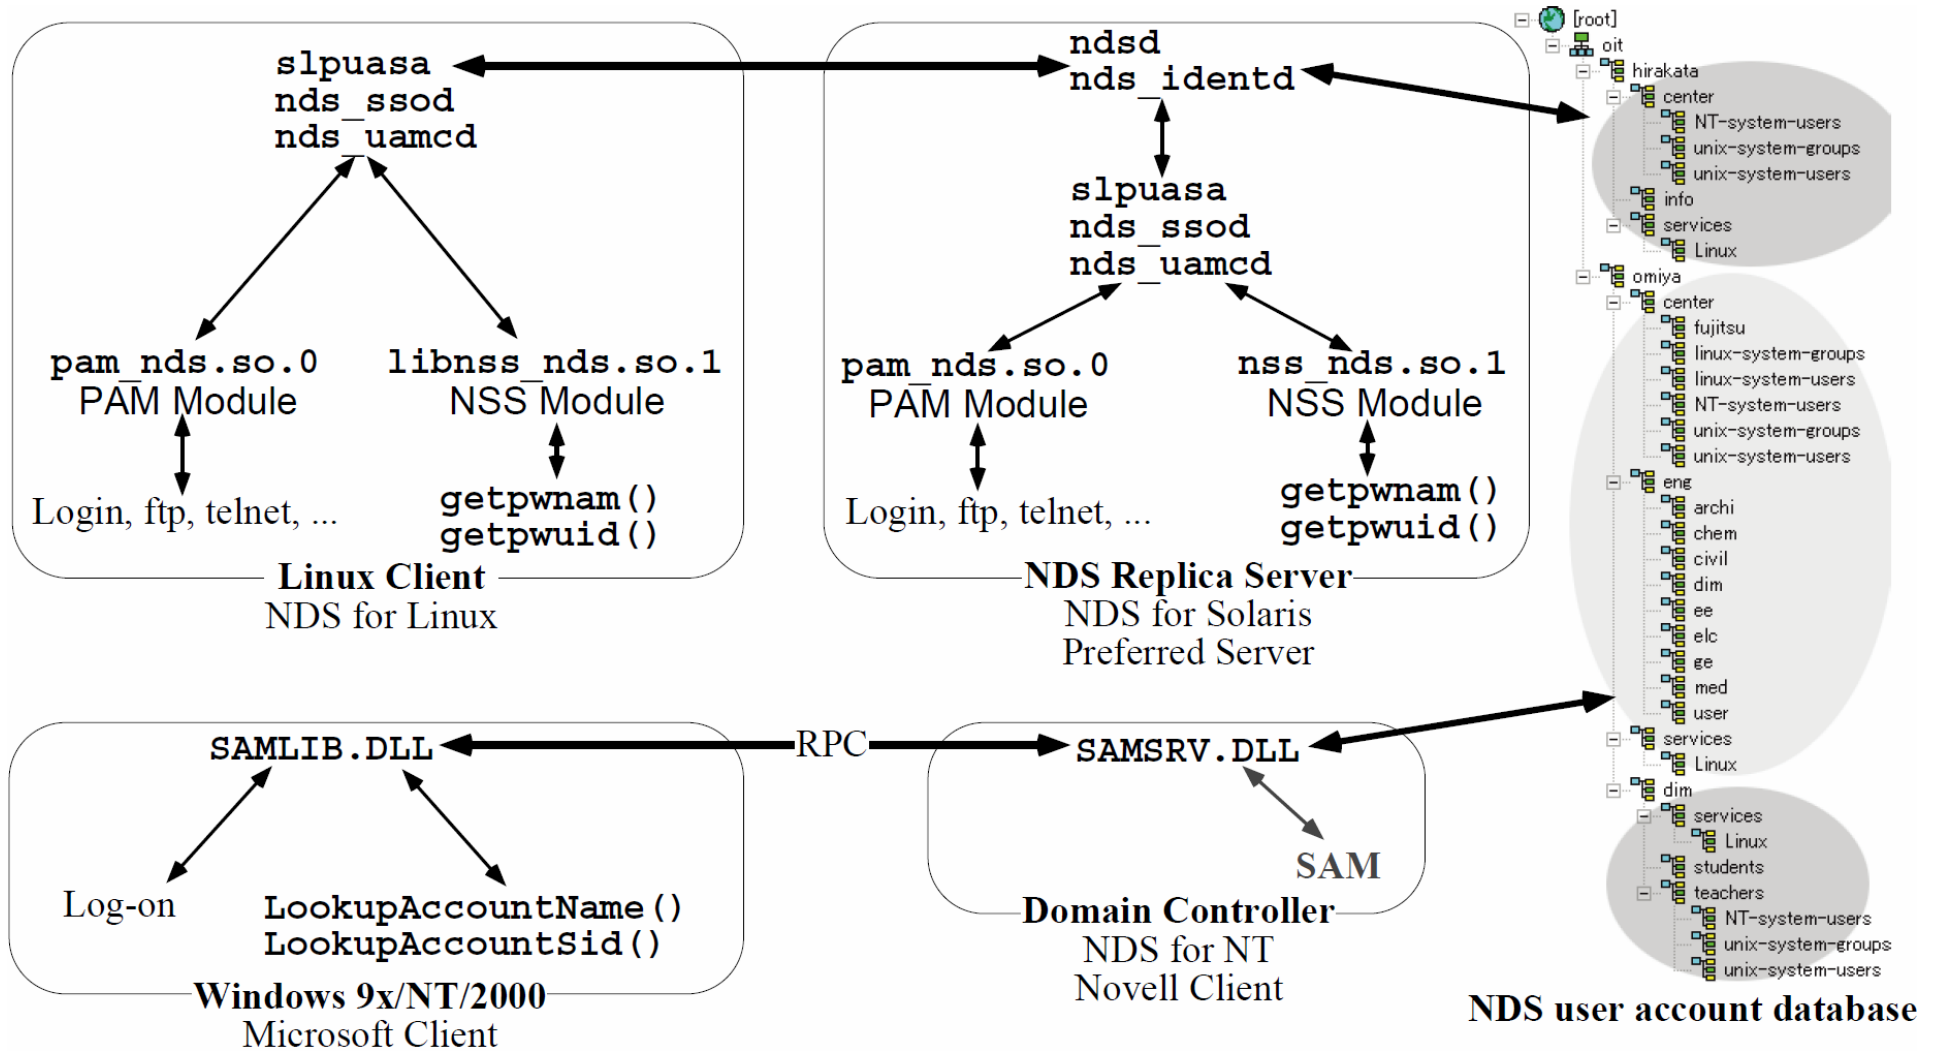 slpuasa
nds_ssod
nds_uamcd
pam_nds.so.0
PAM Module
libnss_nds.so.1
NSS Module
Login, ftp, telnet, ...
getpwnam()
getpwuid()
Linux Client
NDS for Linux
ndsd
nds_identd
slpuasa
nds_ssod
nds_uamcd
pam_nds.so.0
PAM Module
nss_nds.so.1
NSS Module
Login, ftp, telnet, ...
getpwnam()
getpwuid()
NDS Replica Server
NDS for Solaris
Preferred Server
SAMLIB.DLL
RPC
Log-on
LookupAccountName()
LookupAccountSid()
Windows 9x/NT/2000
Microsoft Client
SAMSRV.DLL
SAM
Domain Controller
NDS for NT
Novell Client
[root]
oit
hirakata
center
NT-system-users
unix-system-groups
unix-system-users
info
services
Linux
omiya
center
fujitsu
linux-system-groups
linux-system-users
NT-system-users
unix-system-groups
unix-system-users
eng
archi
chem
civil
dim
ee
elc
ge
med
user
services
Linux
dim
services
Linux
students
teachers
NT-system-users
unix-system-groups
unix-system-users
NDS user account database